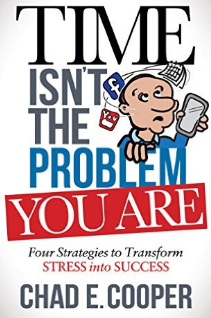 TIME
ISN'T
THE
PROBLEM
YOU ARE
Four Strategies to Transform
STRESS into SUCCESS
CHAD E. COOPER